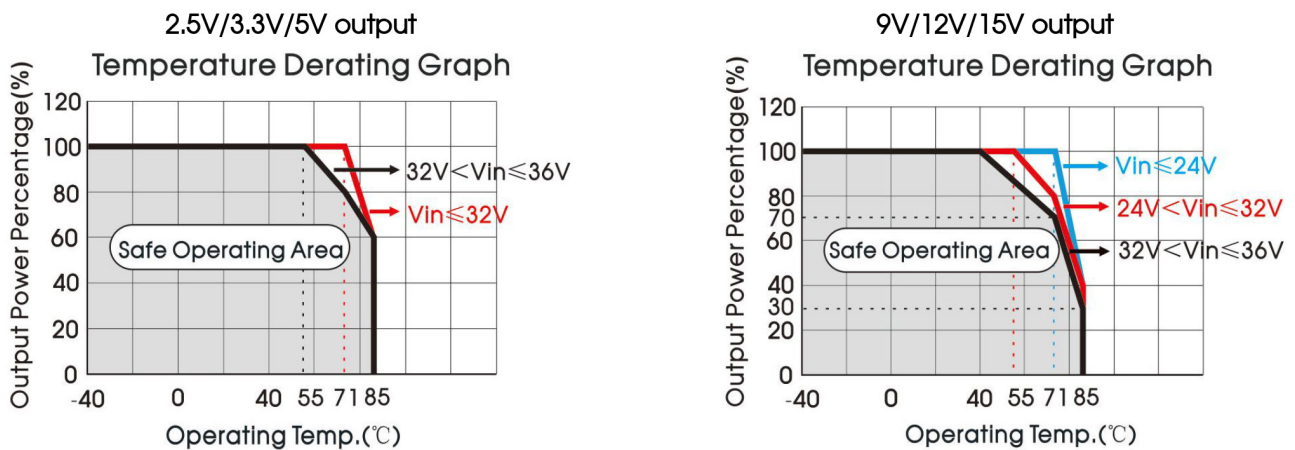 2.5V/3.3V/5V output
Temperature Derating Graph
Output Power Percentage(%)
120
100
80
60
40
20
0
32V<Vin≤36V
Vin≤32V
Safe Operating Area
-40
0
40
55
71
85
Operating Temp.(℃)
9V/12V/15V output
Temperature Derating Graph
Output Power Percentage(%)
120
100
80
70
60
40
30
20
0
Vin≤24V
24V<Vin≤32V
32V<Vin≤36V
Safe Operating Area
-40
0
40
55
71
85
Operating Temp.(℃)